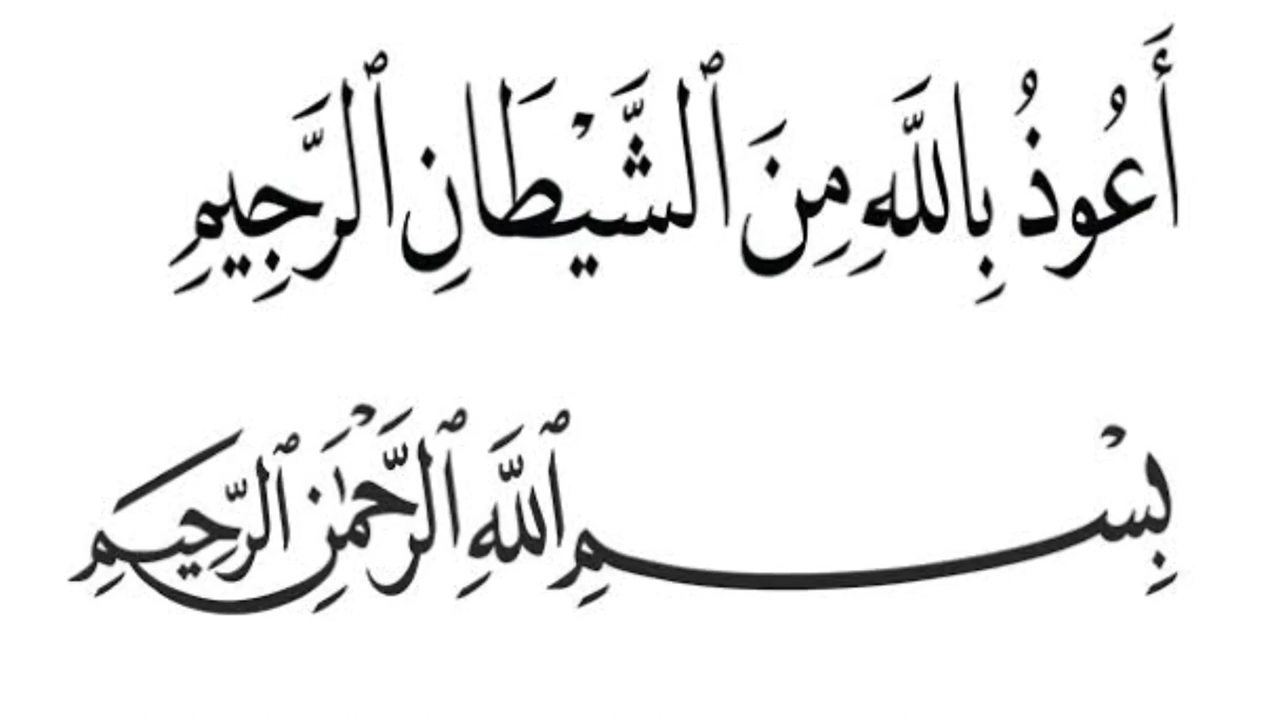 أَعُوذُ بِاللَّهِ مِنَ ٱلشَّيْطَانِ ٱلرَّجِيمِ
بِسْمِ ٱللَّهِ ٱلرَّحْمَٰنِ ٱلرَّحِيمِ